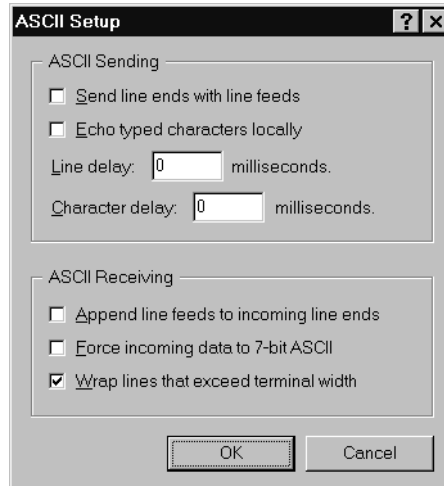 ASCII Setup
ASCII Sending
Send line ends with line feeds
Echo typed characters locally
Line delay: 0 milliseconds.
Character delay: 0 milliseconds.
ASCII Receiving
Append line feeds to incoming line ends
Force incoming data to 7-bit ASCII
Wrap lines that exceed terminal width
OK Cancel